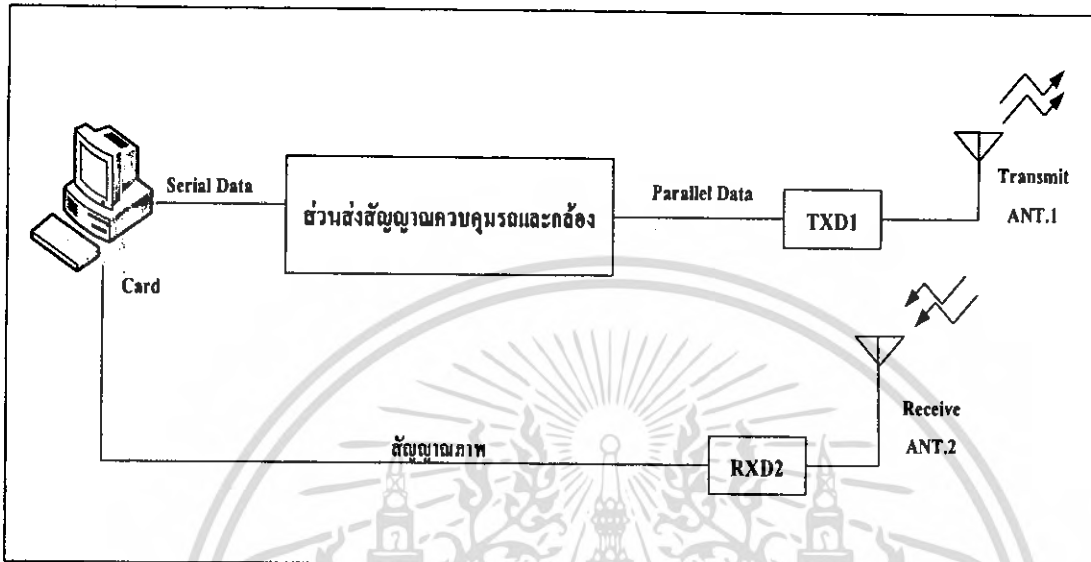 Serial Data
ส่วนส่งสัญญาณควบคุมรถและกล้อง
Parallel Data
TXD1
Transmit
ANT.1
Card
สัญญาณภาพ
RXD2
Receive
ANT.2